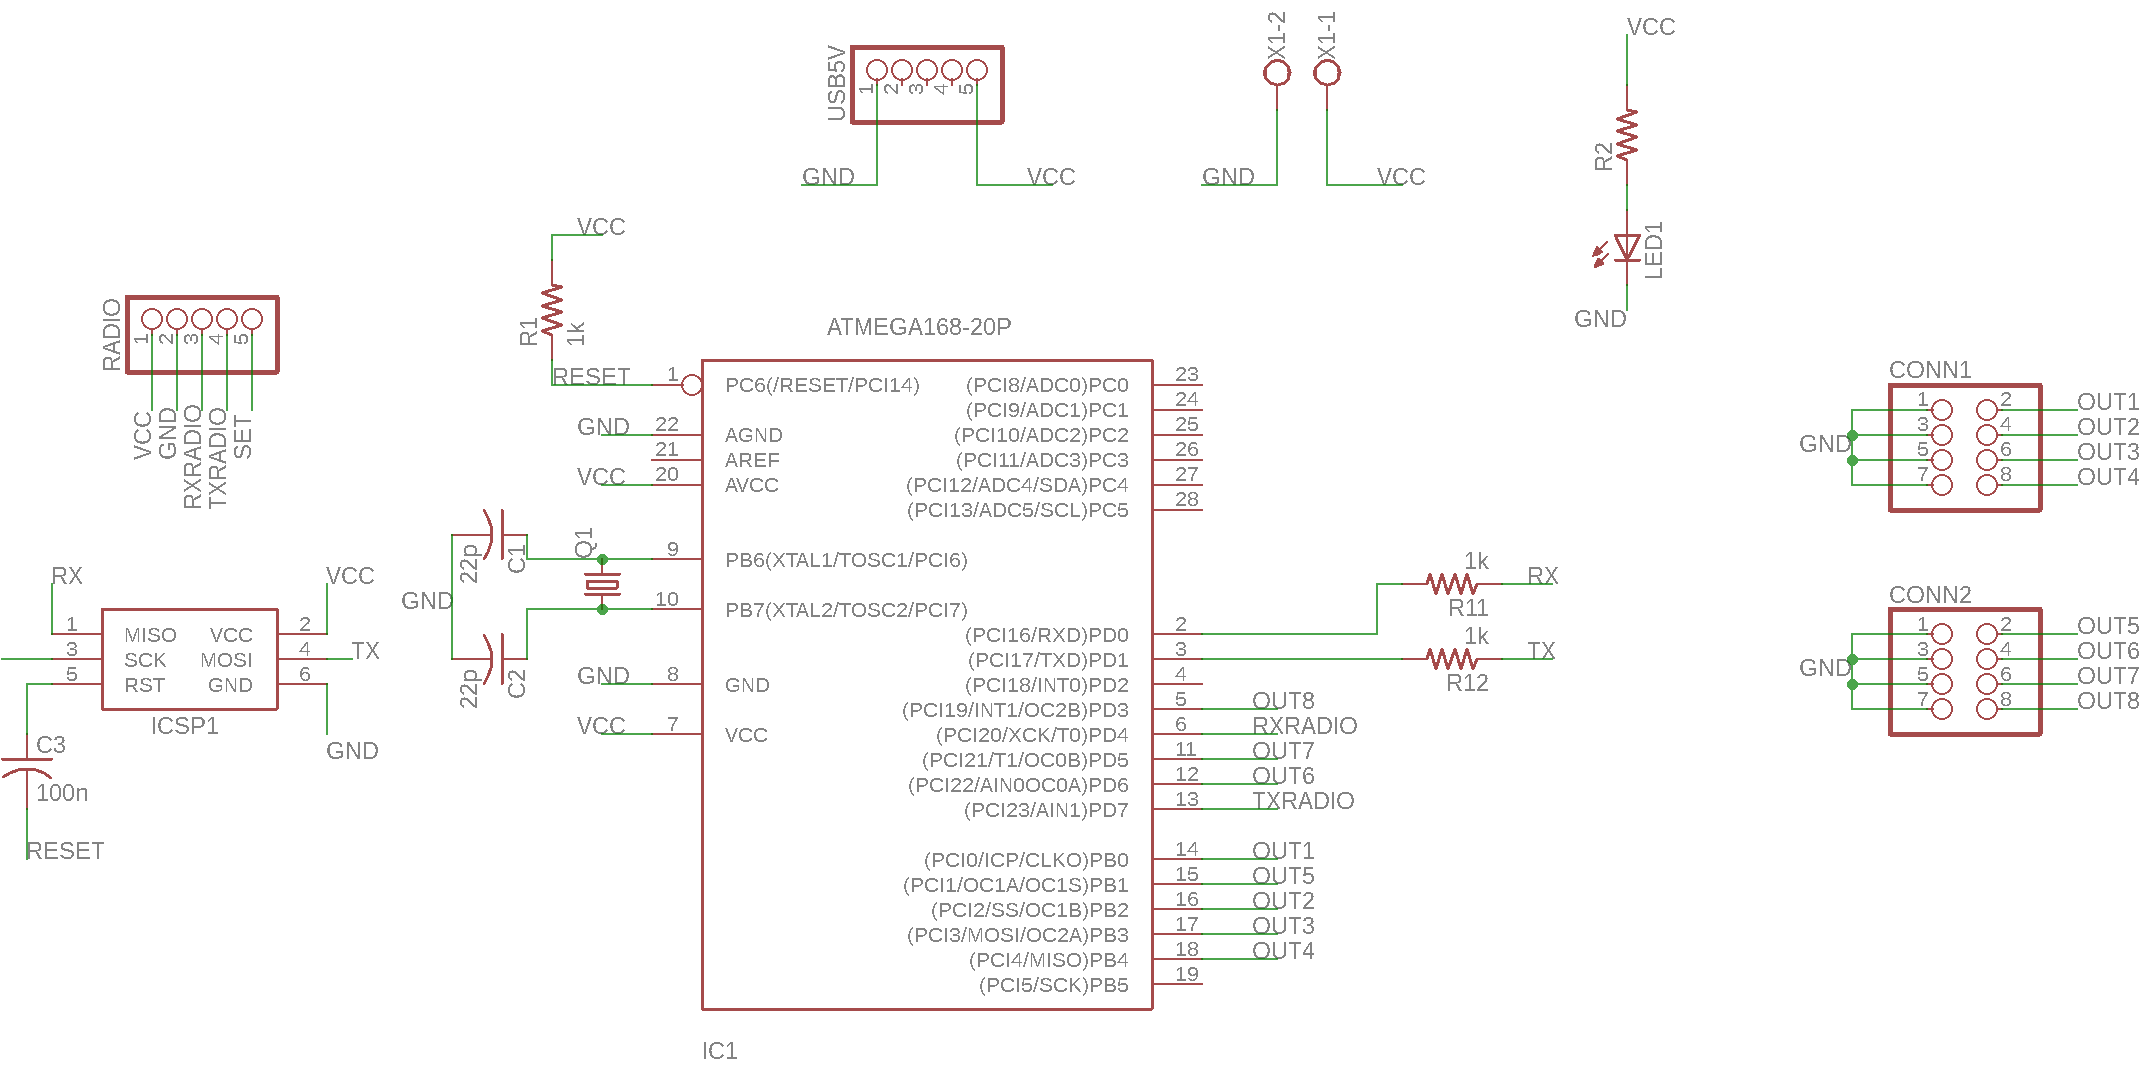 X1-2
X1-1
VCC
USB5V
1 2 3 4 5
GND
VCC
GND
VCC
R2
LED1
GND
VCC
R1
1k
RESET
RADIO
1 2 3 4 5
VCC
GND
RXRADIO
TXRADIO
SET
ATMEGA168-20P
1 PC6(/RESET/PCI14)
GND 22 AGND
21 AREF
VCC 20 AVCC
9 PB6(XTAL1/TOSC1/PCI6)
10 PB7(XTAL2/TOSC2/PCI7)
GND 8 GND
VCC 7 VCC
(PCI8/ADC0)PC0 23
(PCI9/ADC1)PC1 24
(PCI10/ADC2)PC2 25
(PCI11/ADC3)PC3 26
(PCI12/ADC4/SDA)PC4 27
(PCI13/ADC5/SCL)PC5 28
(PCI16/RXD)PD0 2
(PCI17/TXD)PD1 3
(PCI18/INT0)PD2 4
(PCI19/INT1/OC2B)PD3 5 OUT8
(PCI20/XCK/T0)PD4 6 RXRADIO
(PCI21/T1/OC0B)PD5 11 OUT7
(PCI22/AIN0OC0A)PD6 12 OUT6
(PCI23/AIN1)PD7 13 TXRADIO
(PCI0/ICP/CLKO)PB0 14 OUT1
(PCI1/OC1A/OC1S)PB1 15 OUT5
(PCI2/SS/OC1B)PB2 16 OUT2
(PCI3/MOSI/OC2A)PB3 17 OUT3
(PCI4/MISO)PB4 18 OUT4
(PCI5/SCK)PB5 19
IC1
22p
C1
Q1
GND
22p
C2
1k
RX
R11
1k
TX
R12
RX
VCC
1 MISO VCC 2
3 SCK MOSI 4 TX
5 RST GND 6
ICSP1
GND
C3
100n
RESET
CONN1
1 2 OUT1
3 4 OUT2
GND
5 6 OUT3
7 8 OUT4
CONN2
1 2 OUT5
3 4 OUT6
GND
5 6 OUT7
7 8 OUT8